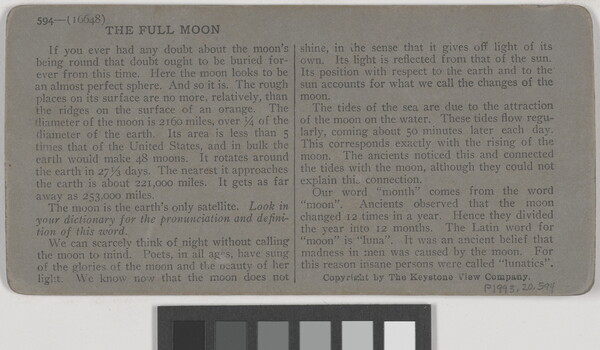 594—(16648)
THE FULL MOON
If you ever had any doubt about the moon's
being round that doubt ought to be buried for-
ever from this time. Here the moon looks to be
an almost perfect sphere. And so it is. The rough
places on its surface are no more, relatively, than
the ridges on the surface of an orange. The
diameter of the moon is 2160 miles, over ¼ of the
diameter of the earth. Its area is less than 5
times that of the United States, and in bulk the
earth would make 48 moons. It rotates around
the earth in 27⅓ days. The nearest it approaches
the earth is about 221,000 miles. It gets as far
away as 253,000 miles.
The moon is the earth's only satellite. Look in
your dictionary for the pronunciation and defini-
tion of this word.
We can scarcely think of night without calling
the moon to mind. Poets, in all ages, have sung
of the glories of the moon and the beauty of her
light. We know now that the moon does not
shine, in the sense that it gives off light of its
own. Its light is reflected from that of the sun.
Its position with respect to the earth and to the
sun accounts for what we call the changes of the
moon.
The tides of the sea are due to the attraction
of the moon on the water. These tides flow regu-
larly, coming about 50 minutes later each day.
This corresponds exactly with the rising of the
moon. The ancients noticed this and connected
the tides with the moon, although they could not
explain this connection.
Our word "month" comes from the word
"moon". Ancients observed that the moon
changed 12 times in a year. Hence they divided
the year into 12 months. The Latin word for
"moon" is "luna". It was an ancient belief that
madness in men was caused by the moon. For
this reason insane persons were called "lunatics".
Copyright by The Keystone View Company.
P1993.20.594